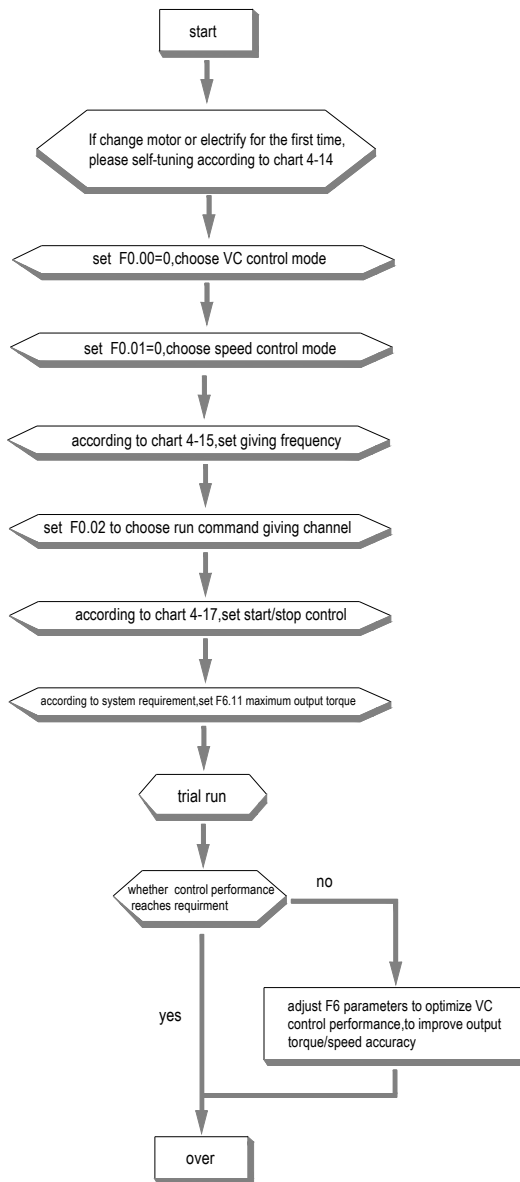 start
If change motor or electrify for the first time,
please self-tuning according to chart 4-14
set F0.00=0,choose VC control mode
set F0.01=0,choose speed control mode
according to chart 4-15,set giving frequency
set F0.02 to choose run command giving channel
according to chart 4-17,set start/stop control
according to system requirement,set F6.11 maximum output torque
trial run
whether control performance
reaches requirment
no
yes
adjust F6 parameters to optimize VC
control performance,to improve output
torque/speed accuracy
over